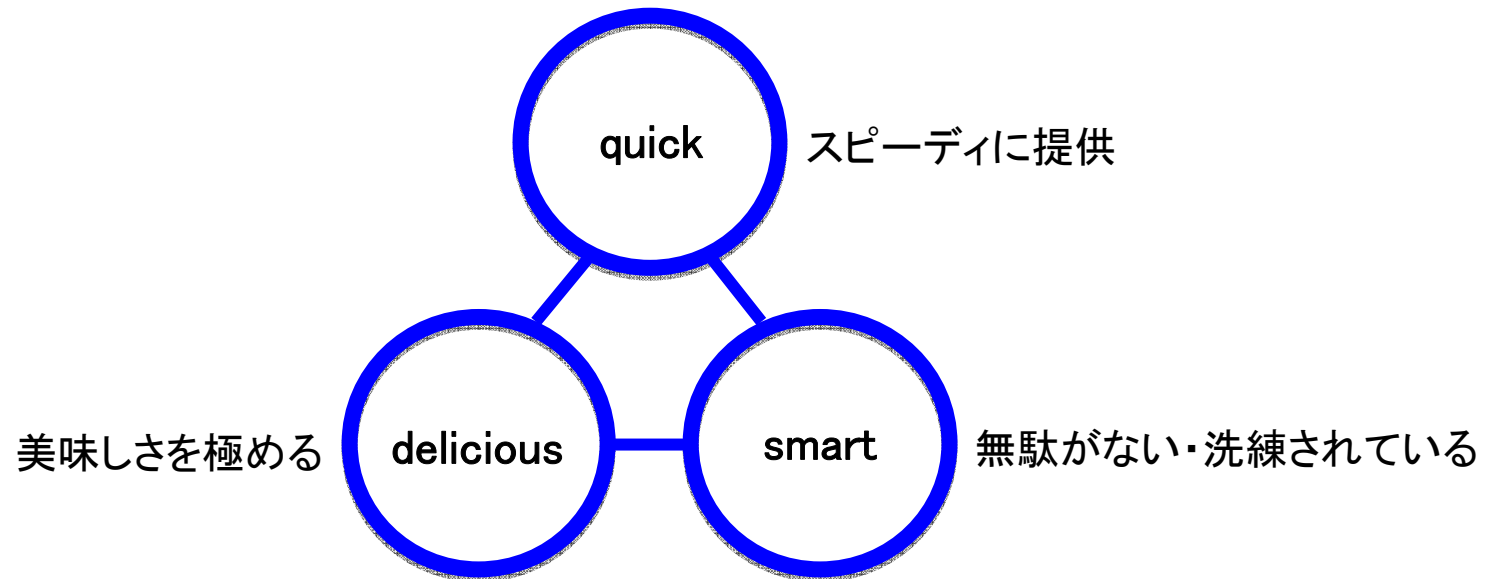 quick
スピーディに提供
美味しさを極める
delicious
smart
無駄がない・洗練されている